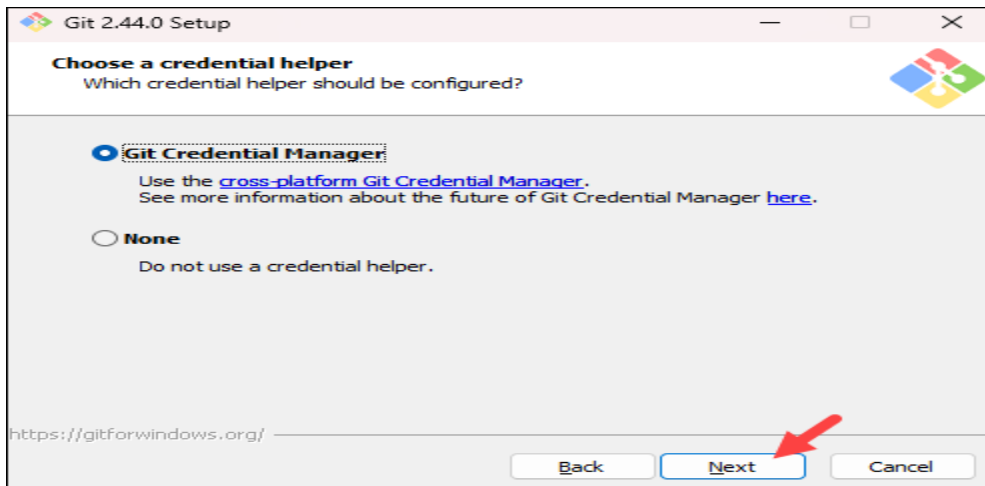 Git 2.44.0 Setup
Choose a credential helper
Which credential helper should be configured?
Git Credential Manager
Use the cross-platform Git Credential Manager.
See more information about the future of Git Credential Manager here.
None
Do not use a credential helper.
https://gitforwindows.org/
Back Next Cancel